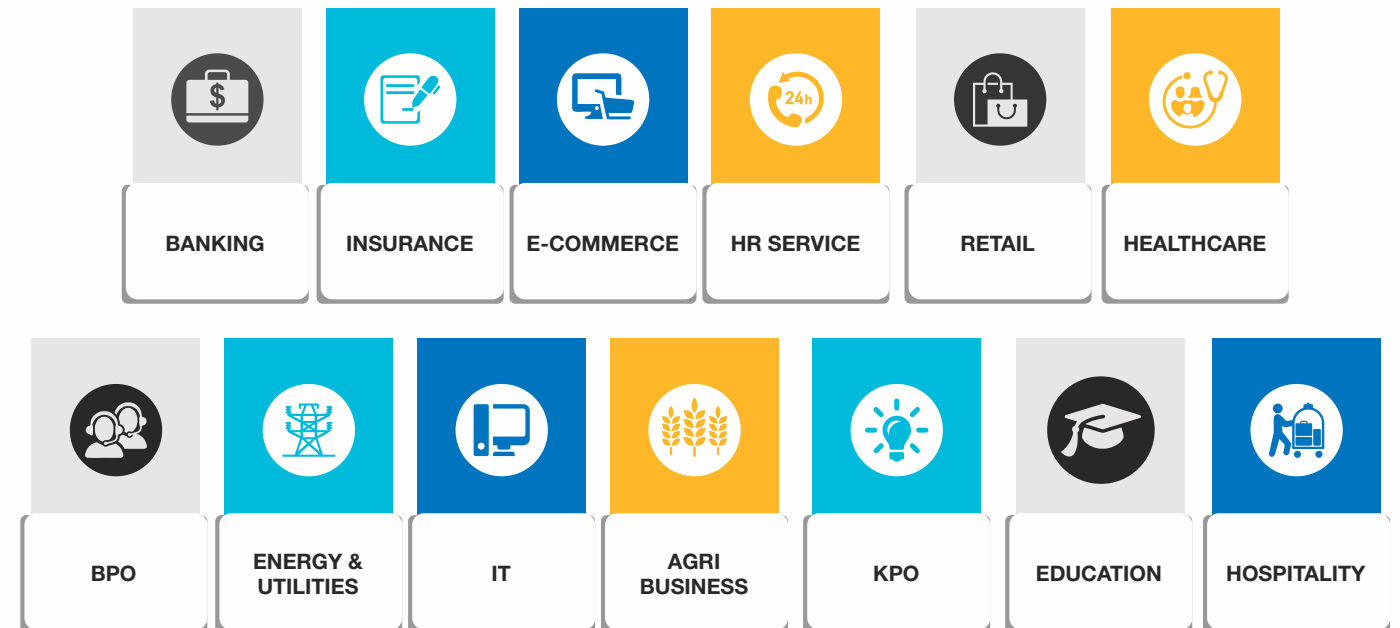 $
24h
BANKING
INSURANCE
E-COMMERCE
HR SERVICE
RETAIL
HEALTHCARE
BPO
ENERGY &
UTILITIES
IT
AGRI
BUSINESS
KPO
EDUCATION
HOSPITALITY